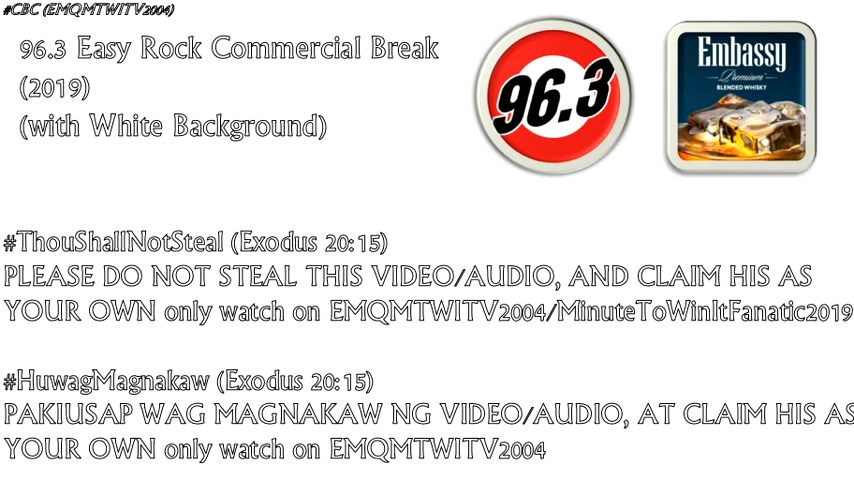 #CBC (EMQMTWITV2004)
96.3 Easy Rock Commercial Break
(2019)
(with White Background)
96.3
Embassy
Premium
BLENDED WHISKY
#ThouShallNotSteal (Exodus 20:15)
PLEASE DO NOT STEAL THIS VIDEO/AUDIO, AND CLAIM HIS AS
YOUR OWN only watch on EMQMTWITV2004/MinuteToWinItFanatic2019
#HuwagMagnakaw (Exodus 20:15)
PAKIUSAP WAG MAGNAKAW NG VIDEO/AUDIO, AT CLAIM HIS AS
YOUR OWN only watch on EMQMTWITV2004